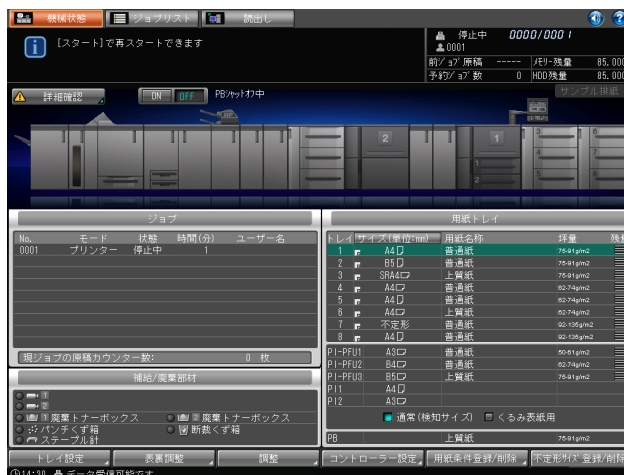 機械状態 ジョブリスト 読出し
[スタート]で再スタートできます
停止中 0000/0001
0001
前ジョブ原稿 ----- メモリー残量 85.000
予約ジョブ数 0 HDD残量 85.000
詳細確認 ON OFF PBシャットオフ中 サンプル排紙
2 1 3 6
4
1 5 8
2
ジョブ
No. モード 状態 時間(分) ユーザー名
0001 プリンター 停止中 1
現ジョブの原稿カウンター数: 0 枚
補給/廃棄部材
1
2
1 廃棄トナーボックス 2 廃棄トナーボックス
パンチくず箱 断裁くず箱
ステープル針
用紙トレイ
トレイ サイズ(単位:mm) 用紙名称 坪量 残量
1 A4 普通紙 75-91g/m2
2 B5 普通紙 75-91g/m2
3 SRA4 上質紙 75-91g/m2
4 A4 普通紙 62-74g/m2
5 A4 普通紙 62-74g/m2
6 A4 上質紙 62-74g/m2
7 不定形 普通紙 92-135g/m2
8 A4 普通紙 92-135g/m2
PI-PFU1 A3 普通紙 50-61g/m2
PI-PFU2 B4 普通紙 62-74g/m2
PI-PFU3 B5 上質紙 75-91g/m2
PI1 A4
PI2 A3
通常(検知サイズ) くるみ表紙用
PB 上質紙 75-91g/m2
トレイ設定 表裏調整 調整 コントローラー設定 用紙条件登録/削除 不定形サイズ登録/削除
14:30 データ受信可能です